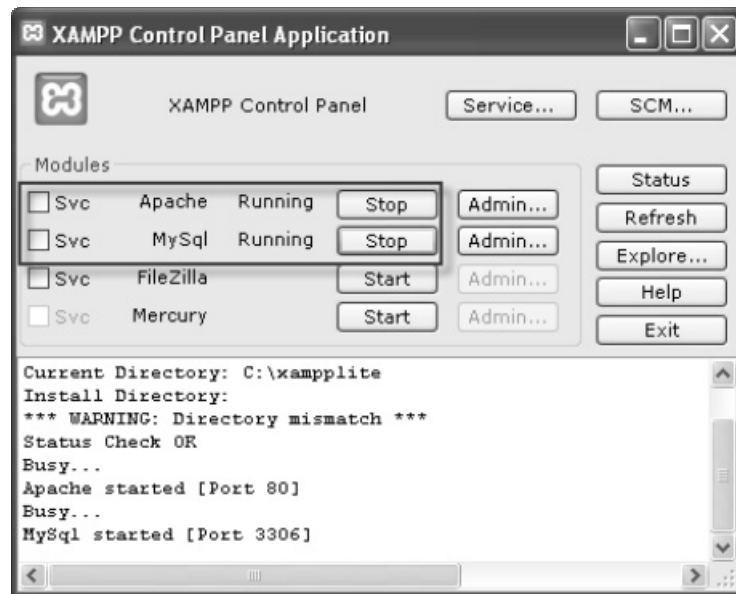 XAMPP Control Panel Application
XAMPP Control Panel Service... SCM...
Modules
Svc Apache Running Stop Admin...
Svc MySql Running Stop Admin...
Svc FileZilla Start Admin...
Svc Mercury Start Admin...
Status
Refresh
Explore...
Help
Exit
Current Directory: C:\xampplite
Install Directory:
*** WARNING: Directory mismatch ***
Status Check OK
Busy...
Apache started [Port 80]
Busy...
MySql started [Port 3306]